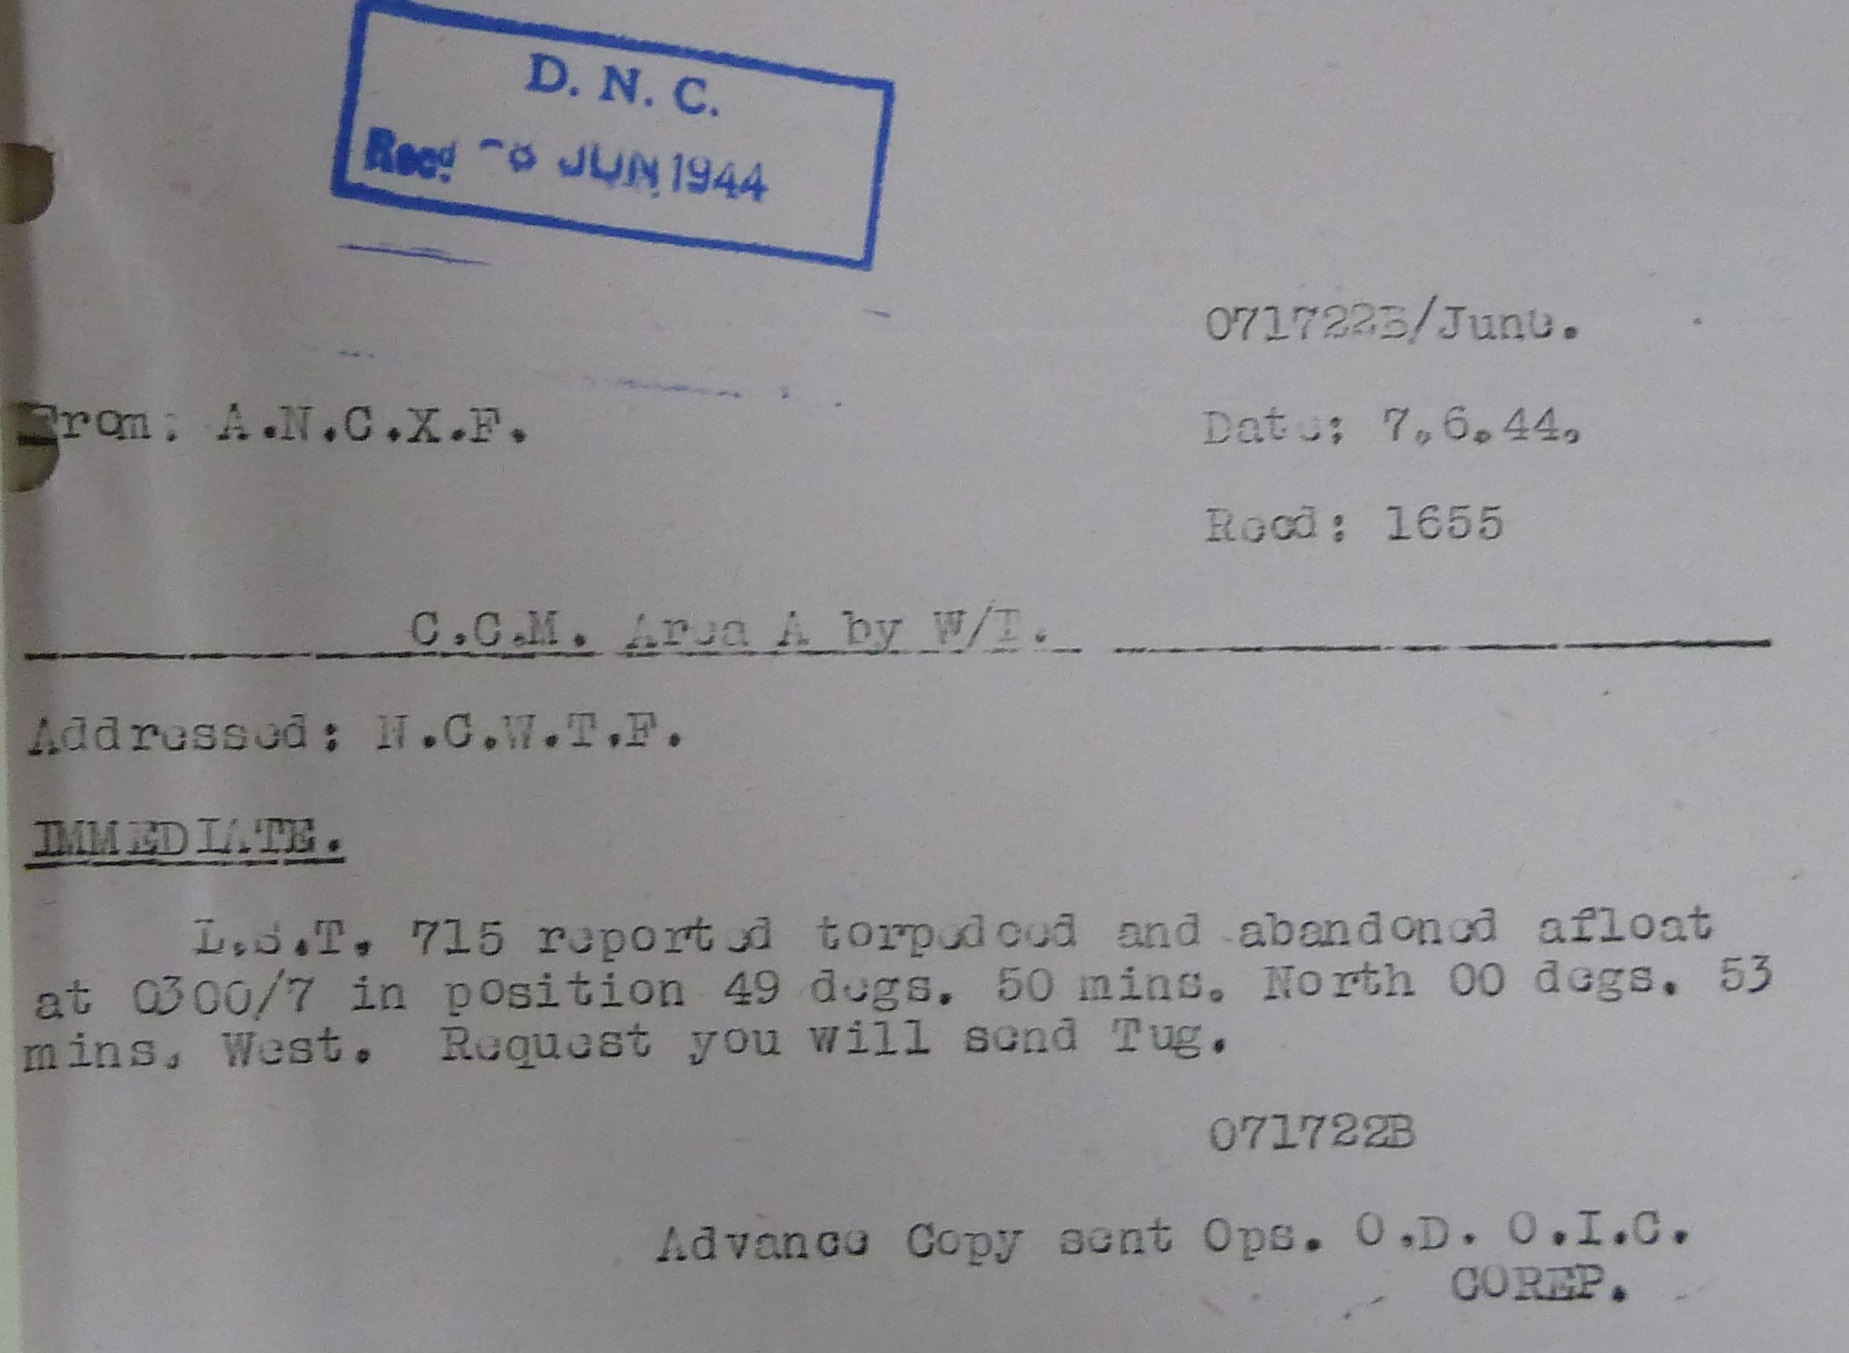 D. N. C.
Recd. - JUN 1944
071722B/June.
From: A.N.C.X.F.
Date: 7.6.44.
Recd: 1655
C.C.M. Area A by W/T.
Addressed: N.C.W.T.F.
IMMEDIATE.
L.S.T. 715 reported torpedoed and abandoned afloat
at 0300/7 in position 49 degs. 50 mins. North 00 degs. 53
mins. West. Request you will send Tug.
071722B
Advance Copy sent Ops. O.D. O.I.C.
COREP.